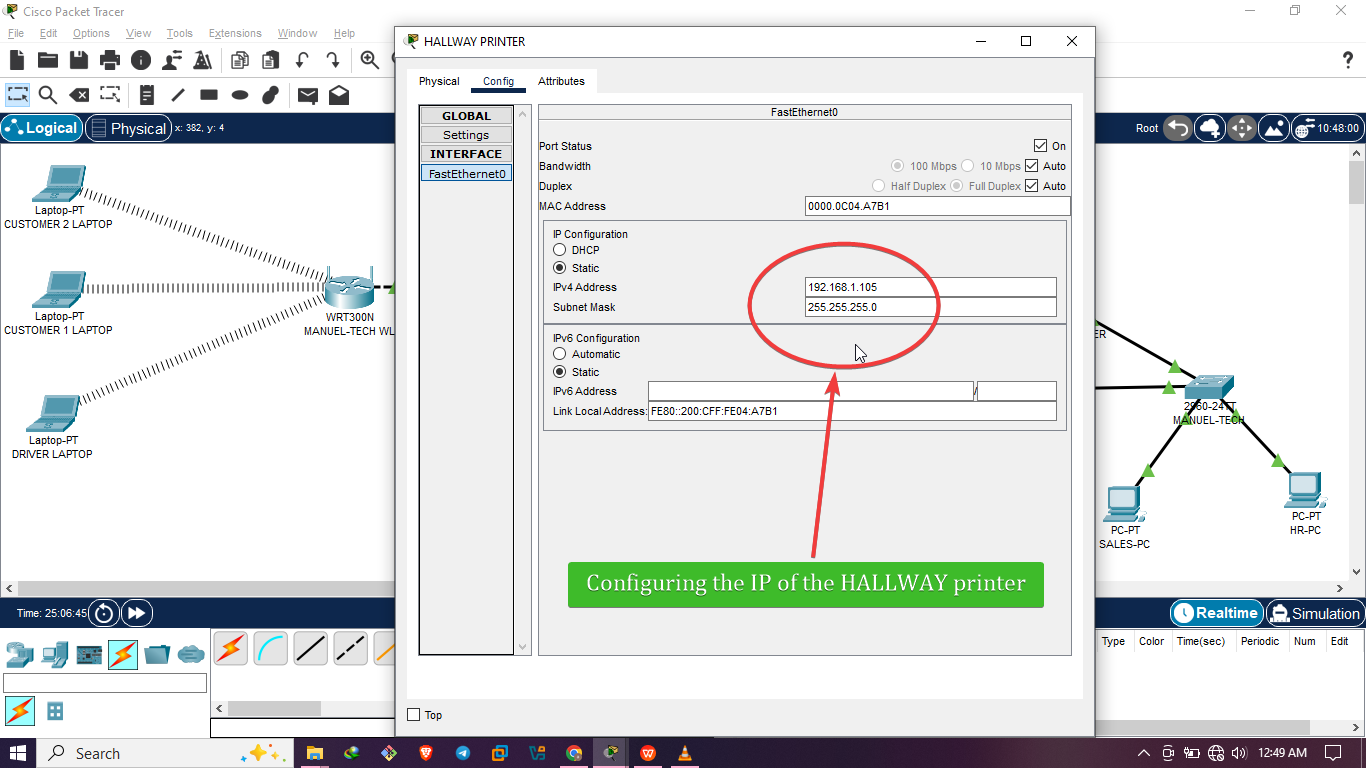 Cisco Packet Tracer
File Edit Options View Tools Extensions Window Help
Logical
Physical
x: 382, y: 4
Root
10:48:00
Laptop-PT
CUSTOMER 2 LAPTOP
Laptop-PT
CUSTOMER 1 LAPTOP
Laptop-PT
DRIVER LAPTOP
WRT300N
MANUEL-TECH WL
HALLWAY PRINTER
Physical Config Attributes
GLOBAL
Settings
INTERFACE
FastEthernet0
FastEthernet0
Port Status On
Bandwidth 100 Mbps 10 Mbps Auto
Duplex Half Duplex Full Duplex Auto
MAC Address 0000.0C04.A7B1
IP Configuration
DHCP
Static
IPv4 Address 192.168.1.105
Subnet Mask 255.255.255.0
IPv6 Configuration
Automatic
Static
IPv6 Address /
Link Local Address: FE80::200:CFF:FE04:A7B1
Configuring the IP of the HALLWAY printer
Top
ER
2960-24TT
MANUEL-TECH
PC-PT
SALES-PC
PC-PT
HR-PC
Time: 25:06:45
Realtime
Simulation
Type Color Time(sec) Periodic Num Edit
Search
12:49 AM